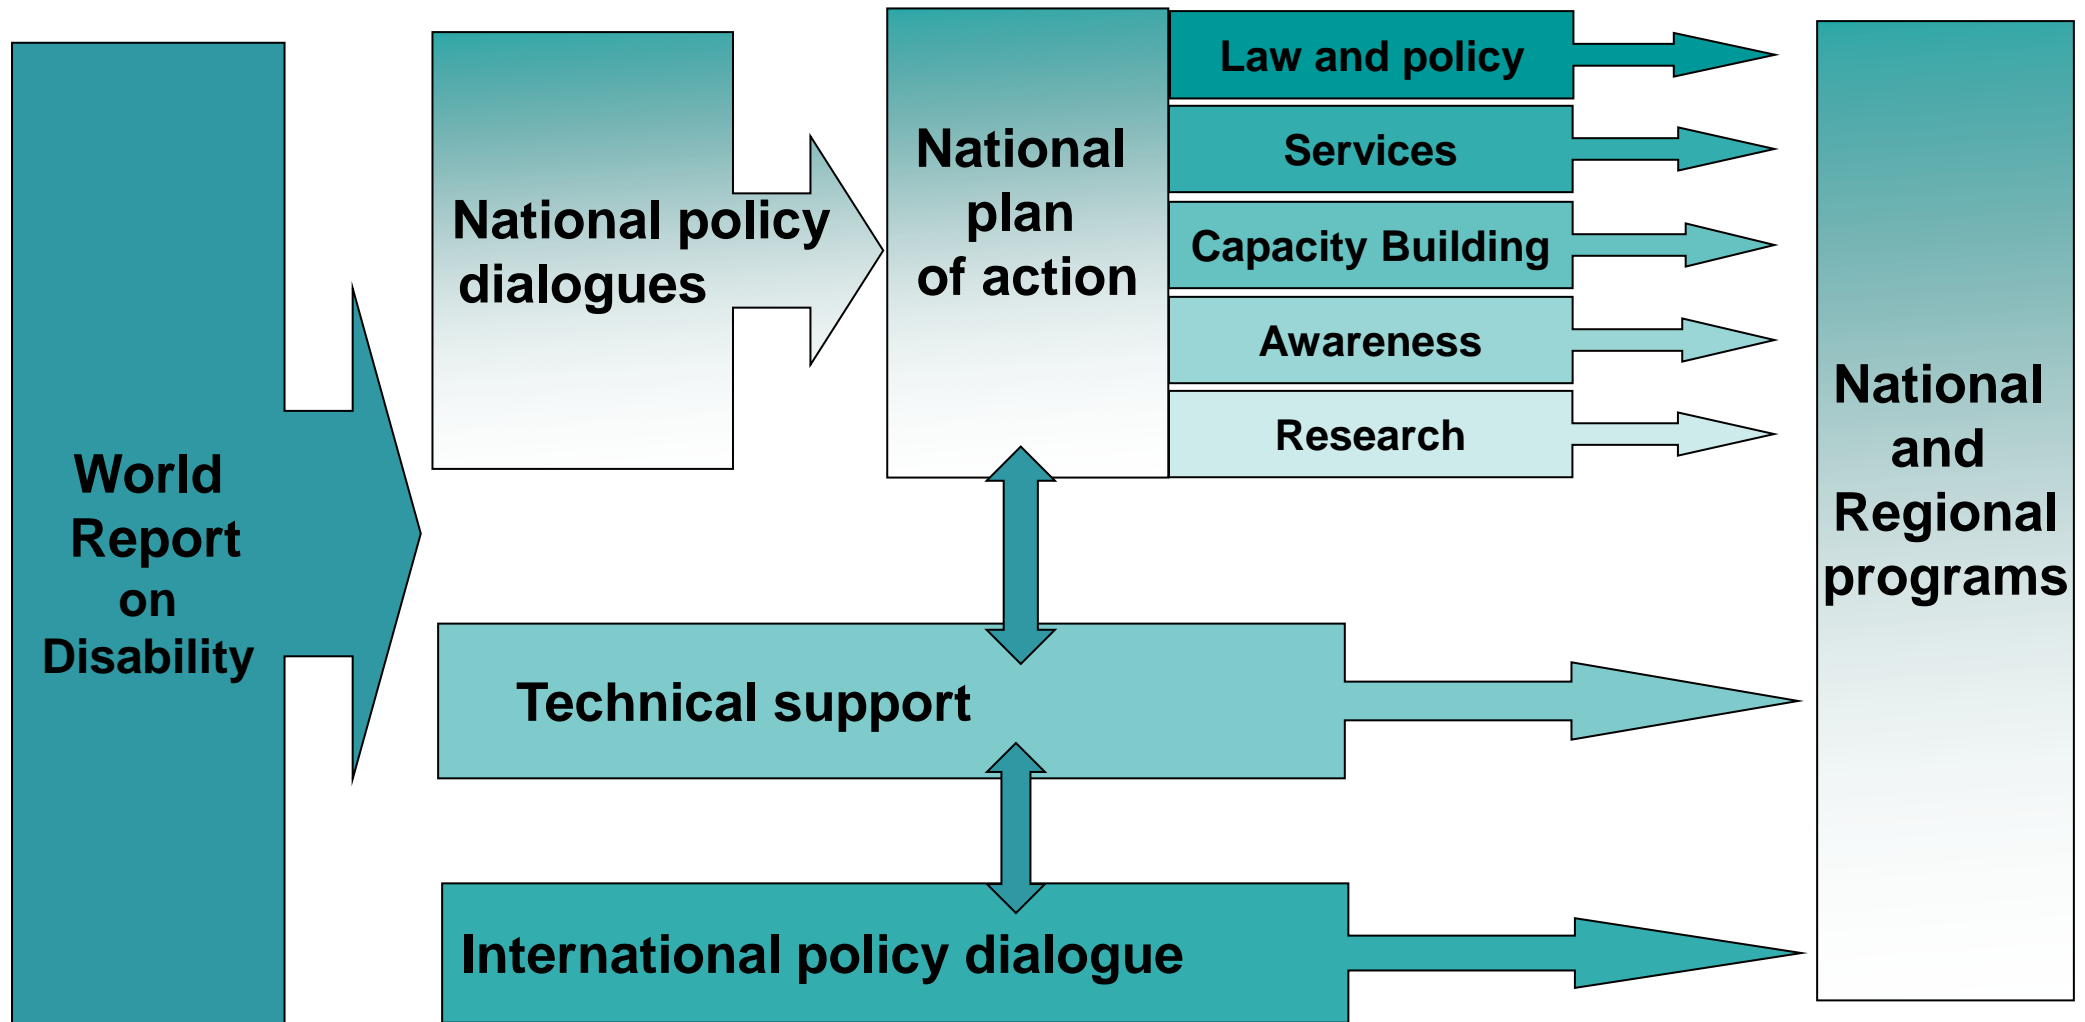 World
Report
on
Disability
National policy
dialogues
National
plan
of action
Law and policy
Services
Capacity Building
Awareness
Research
Technical support
International policy dialogue
National
and
Regional
programs